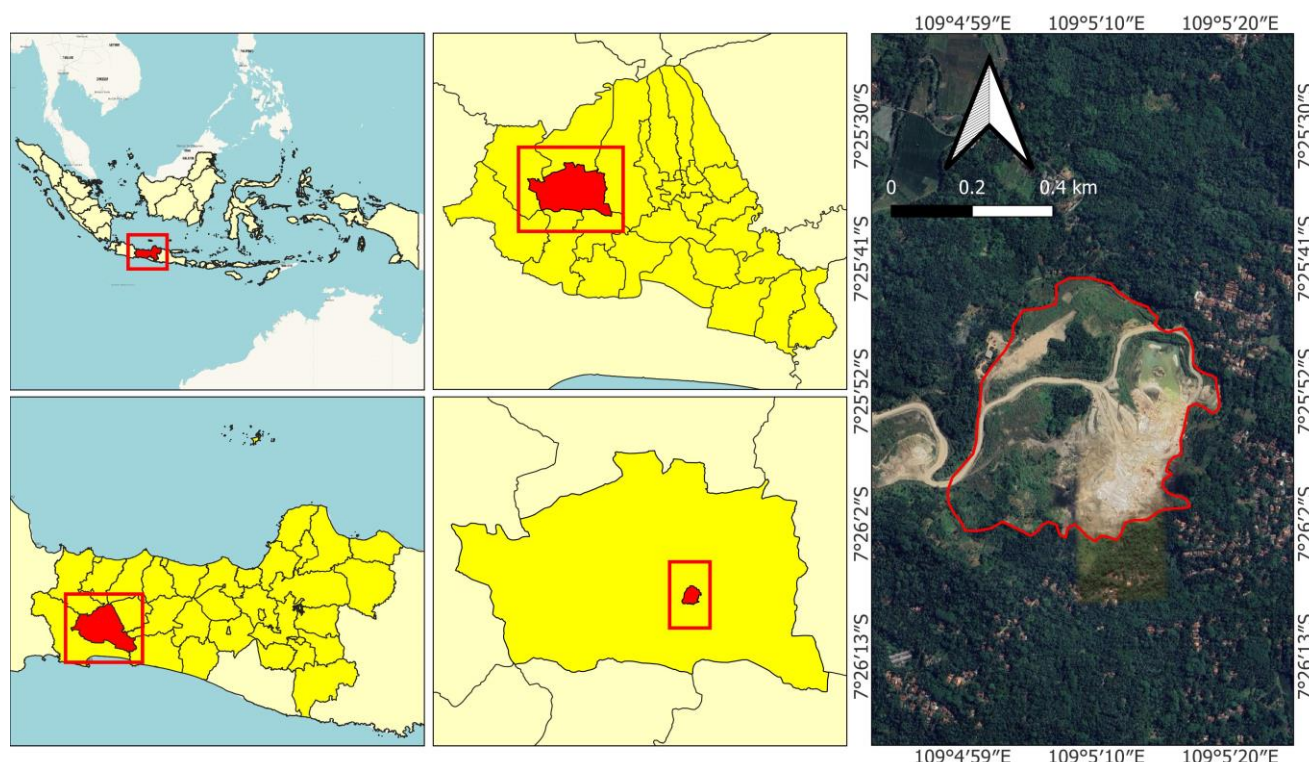 109°4′59″E 109°5′10″E 109°5′20″E
7°25′30″S 7°25′30″S
0 0.2 0.4 km
7°25′41″S 7°25′41″S
7°25′52″S 7°25′52″S
7°26′2″S 7°26′2″S
7°26′13″S 7°26′13″S
109°4′59″E 109°5′10″E 109°5′20″E